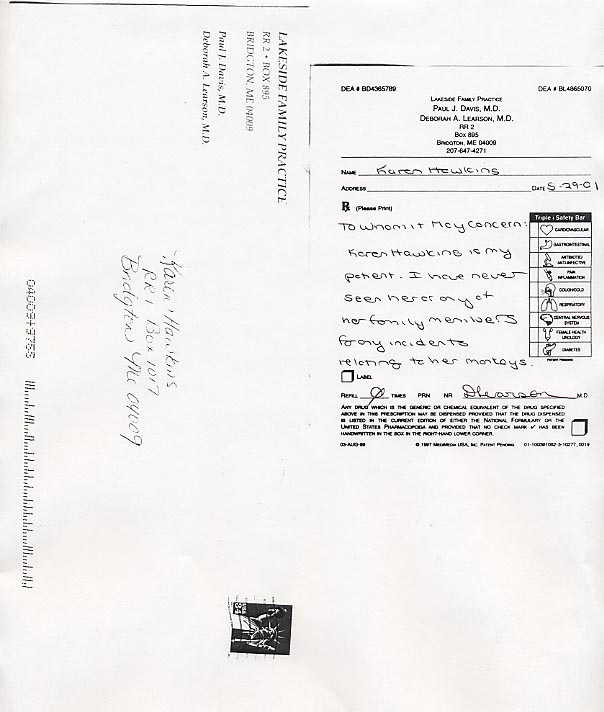 LAKESIDE FAMILY PRACTICE
RR 2 • BOX 895
BRIDGTON, ME 04009
Paul J. Davis, M.D.
Deborah A. Learson, M.D.
Karen Hawkins
RR 1 Box 1017
Bridgton Me 04009
USA
34
DEA # BD4365789 DEA # BL4865070
LAKESIDE FAMILY PRACTICE
PAUL J. DAVIS, M.D.
DEBORAH A. LEARSON, M.D.
RR 2
BOX 895
BRIDGTON, ME 04009
207-647-4271
NAME Karen Hawkins
ADDRESS DATE 5-29-01
℞ (Please Print)
To whom it May concern:
Karen Hawkins is my
patient. I have never
seen her or any of
her family members
for any incidents
relating to her monkeys.
Triple i Safety Bar
CARDIOVASCULAR
GASTROINTESTINAL
ANTIBIOTIC/
ANTI-INFECTIVE
PAIN
INFLAMMATION
COUGH/COLD
RESPIRATORY
CENTRAL NERVOUS
SYSTEM
FEMALE HEALTH
UROLOGY
DIABETES
PATENT PENDING
LABEL
REFILL 0 TIMES PRN NR DLearson M.D.
ANY DRUG WHICH IS THE GENERIC OR CHEMICAL EQUIVALENT OF THE DRUG SPECIFIED
ABOVE IN THIS PRESCRIPTION MAY BE DISPENSED PROVIDED THE DRUG DISPENSED
IS LISTED IN THE CURRENT EDITION OF EITHER THE NATIONAL FORMULARY OR THE
UNITED STATES PHARMACOPOEIA AND PROVIDED THAT NO CHECK MARK ✓ HAS BEEN
HANDWRITTEN IN THE BOX IN THE RIGHT-HAND LOWER CORNER.
03-AUG-99 © 1997 MEDIMEDIA USA, INC. PATENT PENDING